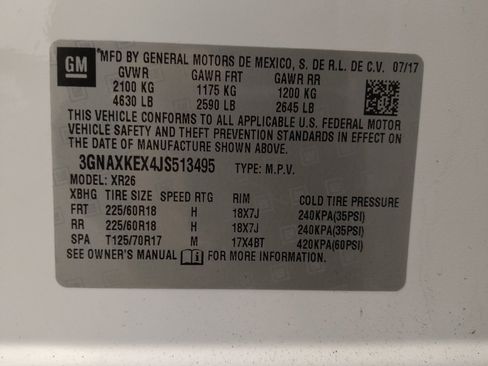 GM MFD BY GENERAL MOTORS DE MEXICO, S. DE R.L. DE C.V. 07/17
GVWR GAWR FRT GAWR RR
2100 KG 1175 KG 1200 KG
4630 LB 2590 LB 2645 LB
THIS VEHICLE CONFORMS TO ALL APPLICABLE U.S. FEDERAL MOTOR
VEHICLE SAFETY AND THEFT PREVENTION STANDARDS IN EFFECT ON
THE DATE OF MANUFACTURE SHOWN ABOVE.
3GNAXKEX4JS513495 TYPE: M.P.V.
MODEL: XR26
XBHG TIRE SIZE SPEED RTG RIM COLD TIRE PRESSURE
FRT 225/60R18 H 18X7J 240KPA(35PSI)
RR 225/60R18 H 18X7J 240KPA(35PSI)
SPA T125/70R17 M 17X4BT 420KPA(60PSI)
SEE OWNER'S MANUAL FOR MORE INFORMATION.